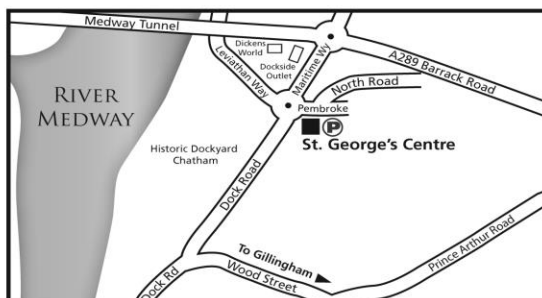 Medway Tunnel
Dickens
World
Dockside
Outlet
Leviathan Way
Maritime Wy
A289 Barrack Road
North Road
Pembroke
RIVER
MEDWAY
P
St. George's Centre
Historic Dockyard
Chatham
Dock Road
To Gillingham
Wood Street
Dock Rd
Prince Arthur Road